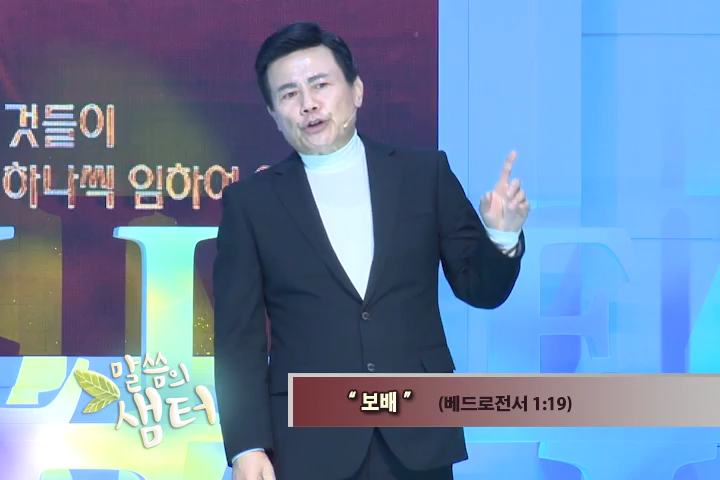 것들이
하나씩 임하여
말씀의
샘터
“ 보배 ” (베드로전서 1:19)